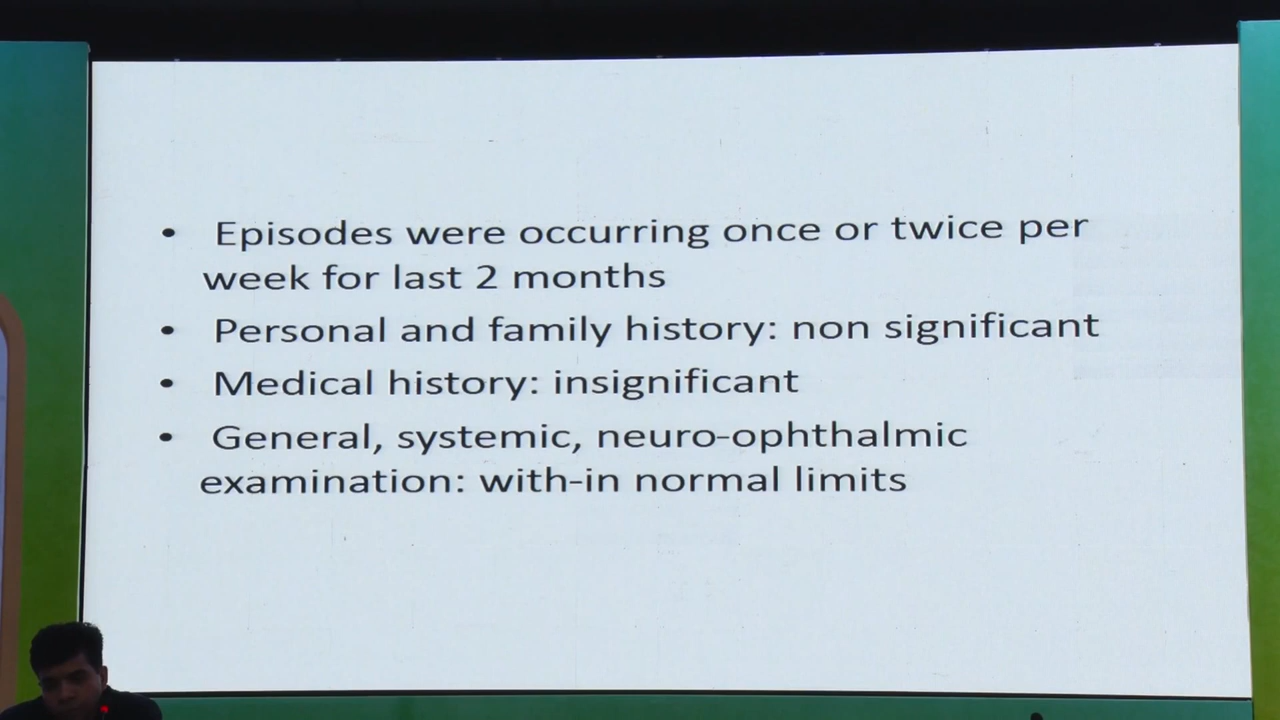 • Episodes were occurring once or twice per
week for last 2 months
• Personal and family history: non significant
• Medical history: insignificant
• General, systemic, neuro-ophthalmic
examination: with-in normal limits